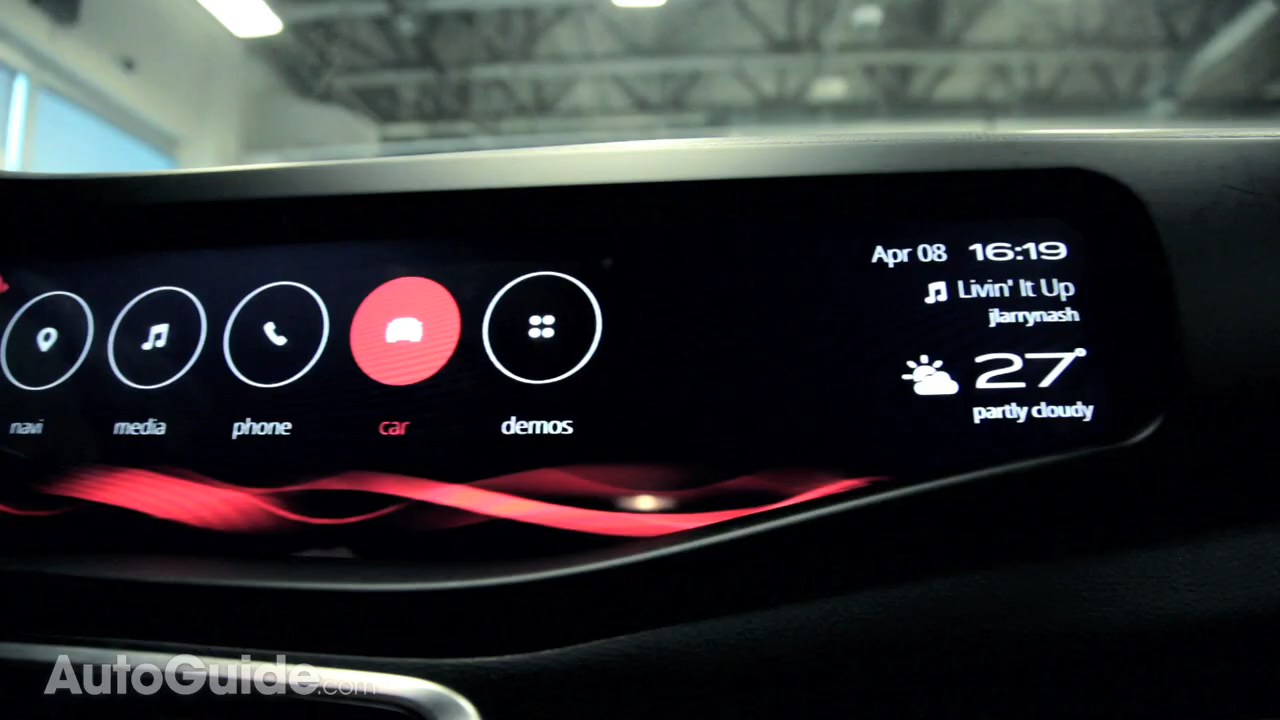 Apr 08 16:19
Livin' It Up
jlarrynash
27°
partly cloudy
navi media phone car demos
AutoGuide.com